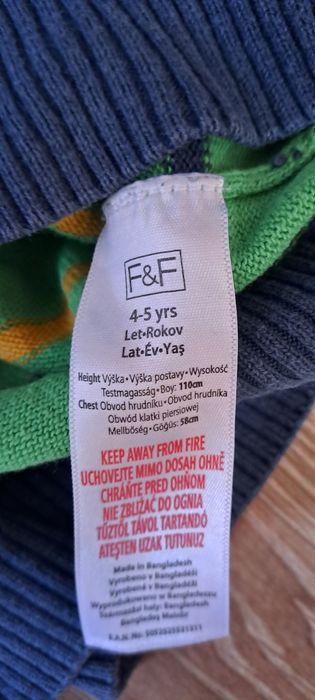 F&F
4-5 yrs
Let•Rokov
Lat•Év•Yaş
Height Výška•Výška postavy•Wysokość
Testmagasság•Boy: 110cm
Chest Obvod hrudníku•Obvod hrudníka
Obwód klatki piersiowej
Mellbőség•Göğüs: 58cm
KEEP AWAY FROM FIRE
UCHOVEJTE MIMO DOSAH OHNĚ
CHRÁŇTE PRED OHŇOM
NIE ZBLIŻAĆ DO OGNIA
TŰZTŐL TÁVOL TARTANDÓ
ATEŞTEN UZAK TUTUNUZ
Made in Bangladesh
Vyrobeno v Bangladéši
Vyrobené v Bangladéši
Wyprodukowano w Bangladeszu
Származási hely: Banglades
Bangladeş Malıdır
E.A.N. No: